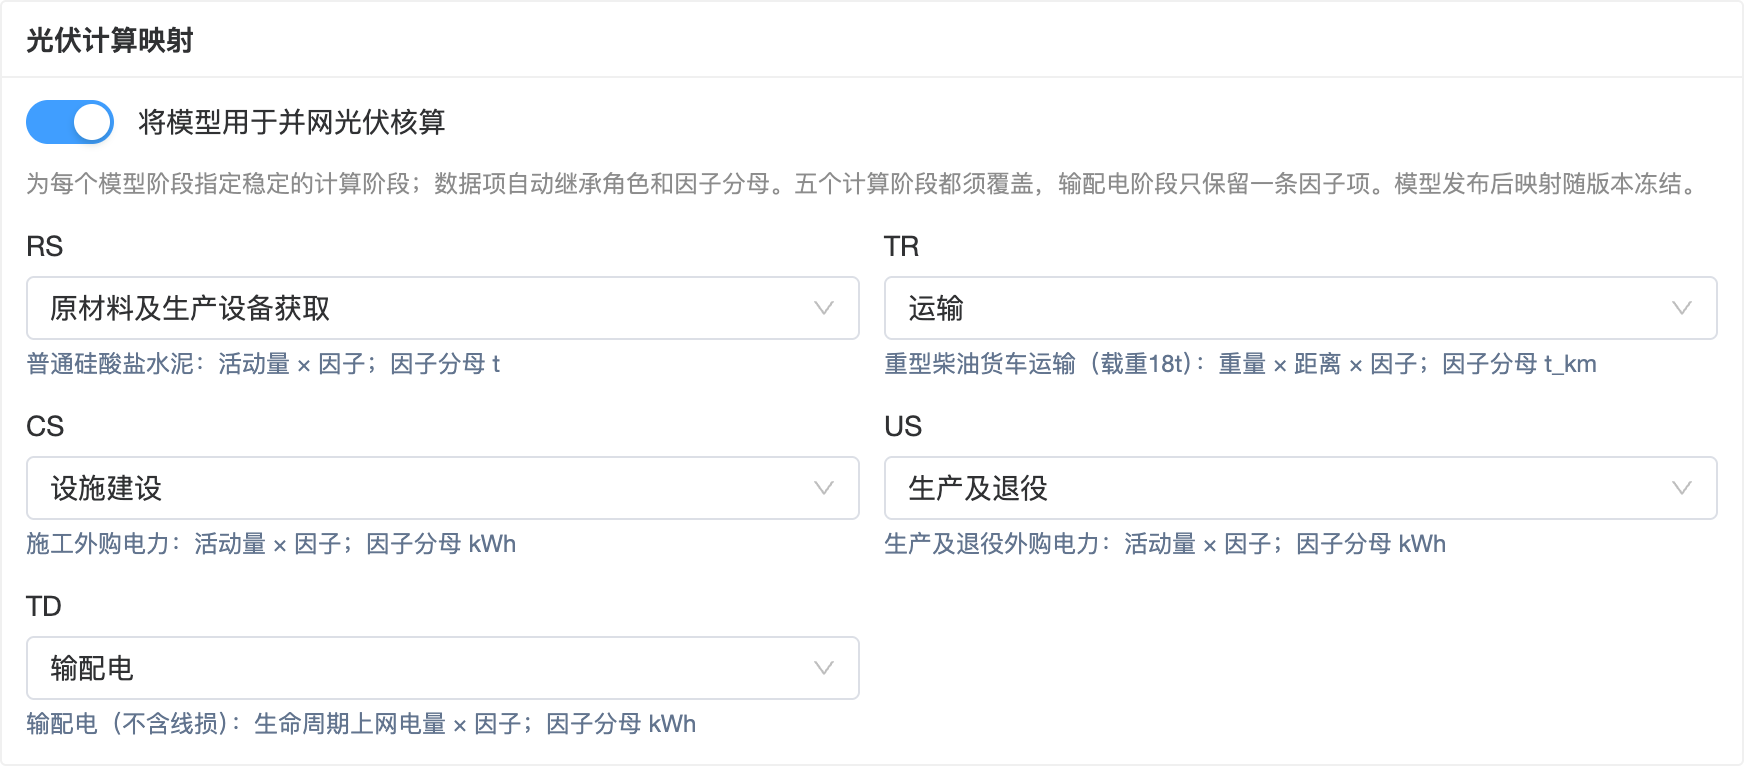 光伏计算映射
将模型用于并网光伏核算
为每个模型阶段指定稳定的计算阶段；数据项自动继承角色和因子分母。五个计算阶段都须覆盖，输配电阶段只保留一条因子项。模型发布后映射随版本冻结。
RS
原材料及生产设备获取
普通硅酸盐水泥：活动量 × 因子；因子分母 t
TR
运输
重型柴油货车运输（载重18t）：重量 × 距离 × 因子；因子分母 t_km
CS
设施建设
施工外购电力：活动量 × 因子；因子分母 kWh
US
生产及退役
生产及退役外购电力：活动量 × 因子；因子分母 kWh
TD
输配电
输配电（不含线损）：生命周期上网电量 × 因子；因子分母 kWh